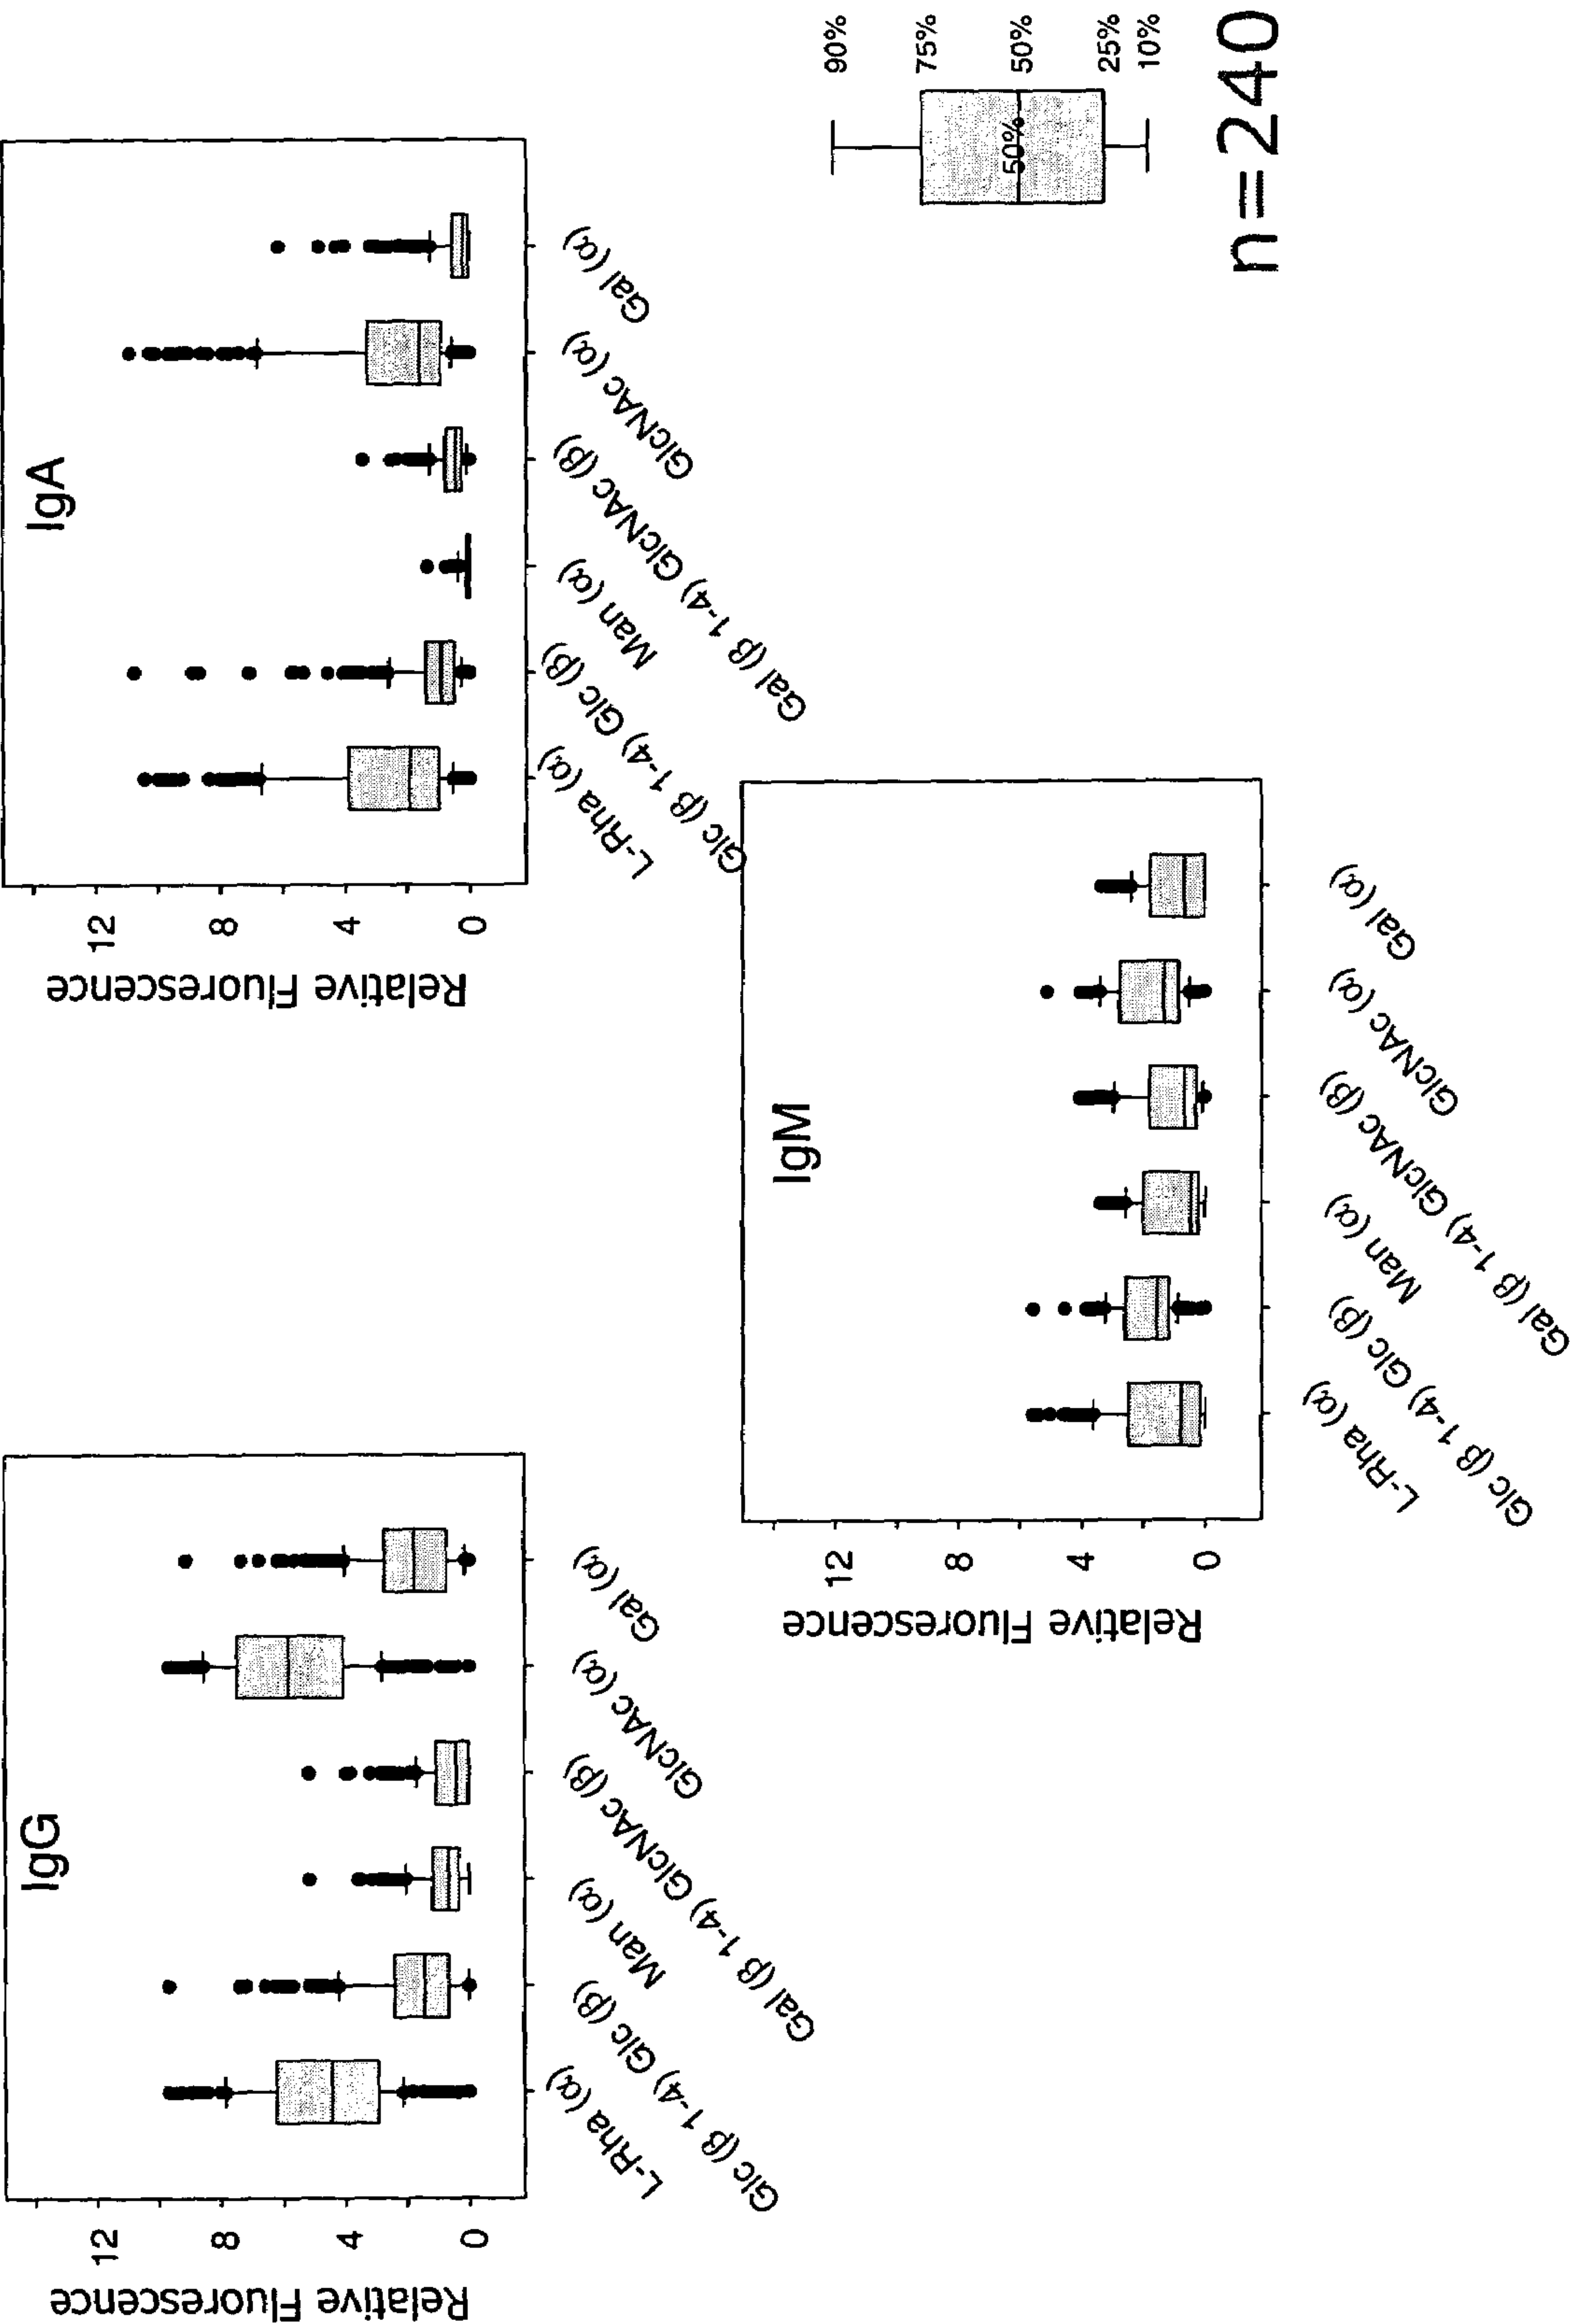 IgG
Relative Fluorescence
12
8
4
0
L-Rha (α)
Glc (β 1-4) Glc (β)
Man (α)
Gal (β 1-4) GlcNAc (β)
GlcNAc (α)
Gal (α)
IgA
Relative Fluorescence
12
8
4
0
L-Rha (α)
Glc (β 1-4) Glc (β)
Man (α)
Gal (β 1-4) GlcNAc (β)
GlcNAc (α)
Gal (α)
IgM
Relative Fluorescence
12
8
4
0
L-Rha (α)
Glc (β 1-4) Glc (β)
Man (α)
Gal (β 1-4) GlcNAc (β)
GlcNAc (α)
Gal (α)
90%
75%
50%
50%
25%
10%
n=240